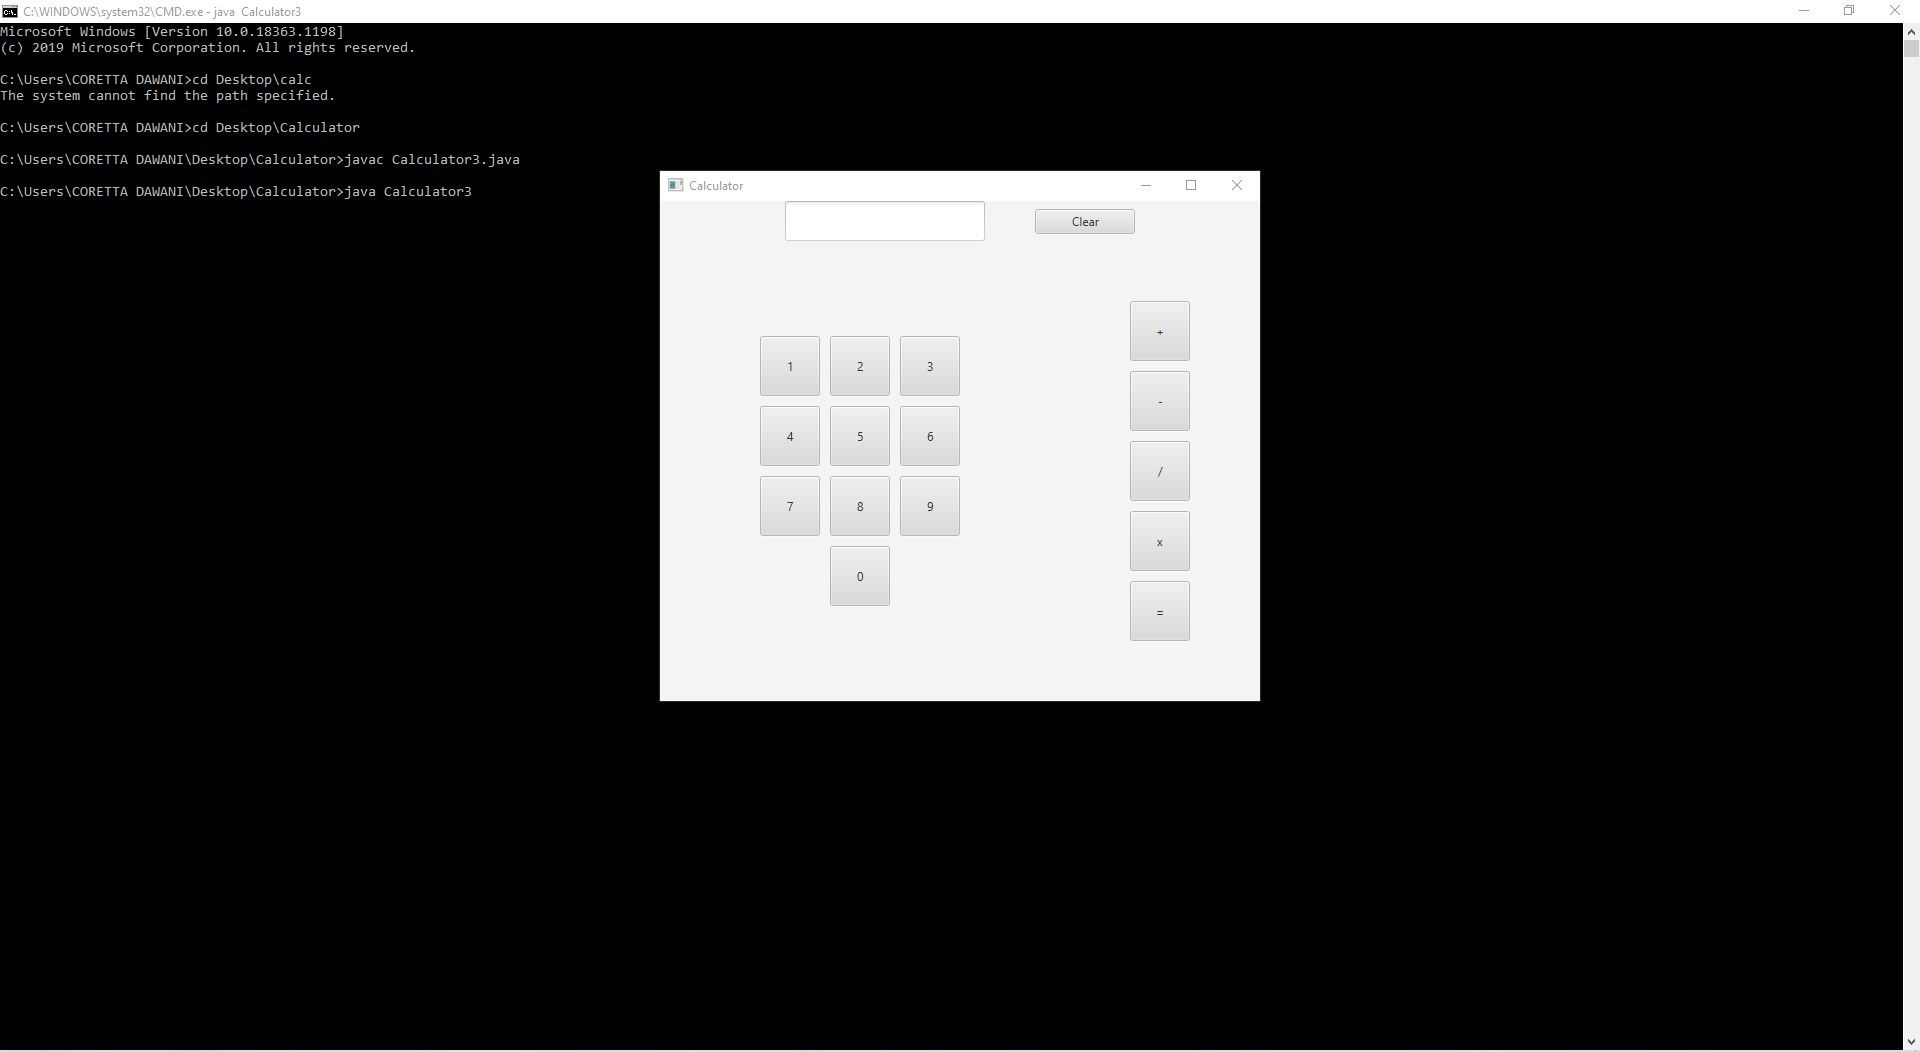 C:\WINDOWS\system32\CMD.exe - java  Calculator3
Microsoft Windows [Version 10.0.18363.1198]
(c) 2019 Microsoft Corporation. All rights reserved.
C:\Users\CORETTA DAWANI>cd Desktop\calc
The system cannot find the path specified.
C:\Users\CORETTA DAWANI>cd Desktop\Calculator
C:\Users\CORETTA DAWANI\Desktop\Calculator>javac Calculator3.java
C:\Users\CORETTA DAWANI\Desktop\Calculator>java Calculator3
Calculator
Clear
1 2 3
4 5 6
7 8 9
0
+
-
/
x
=